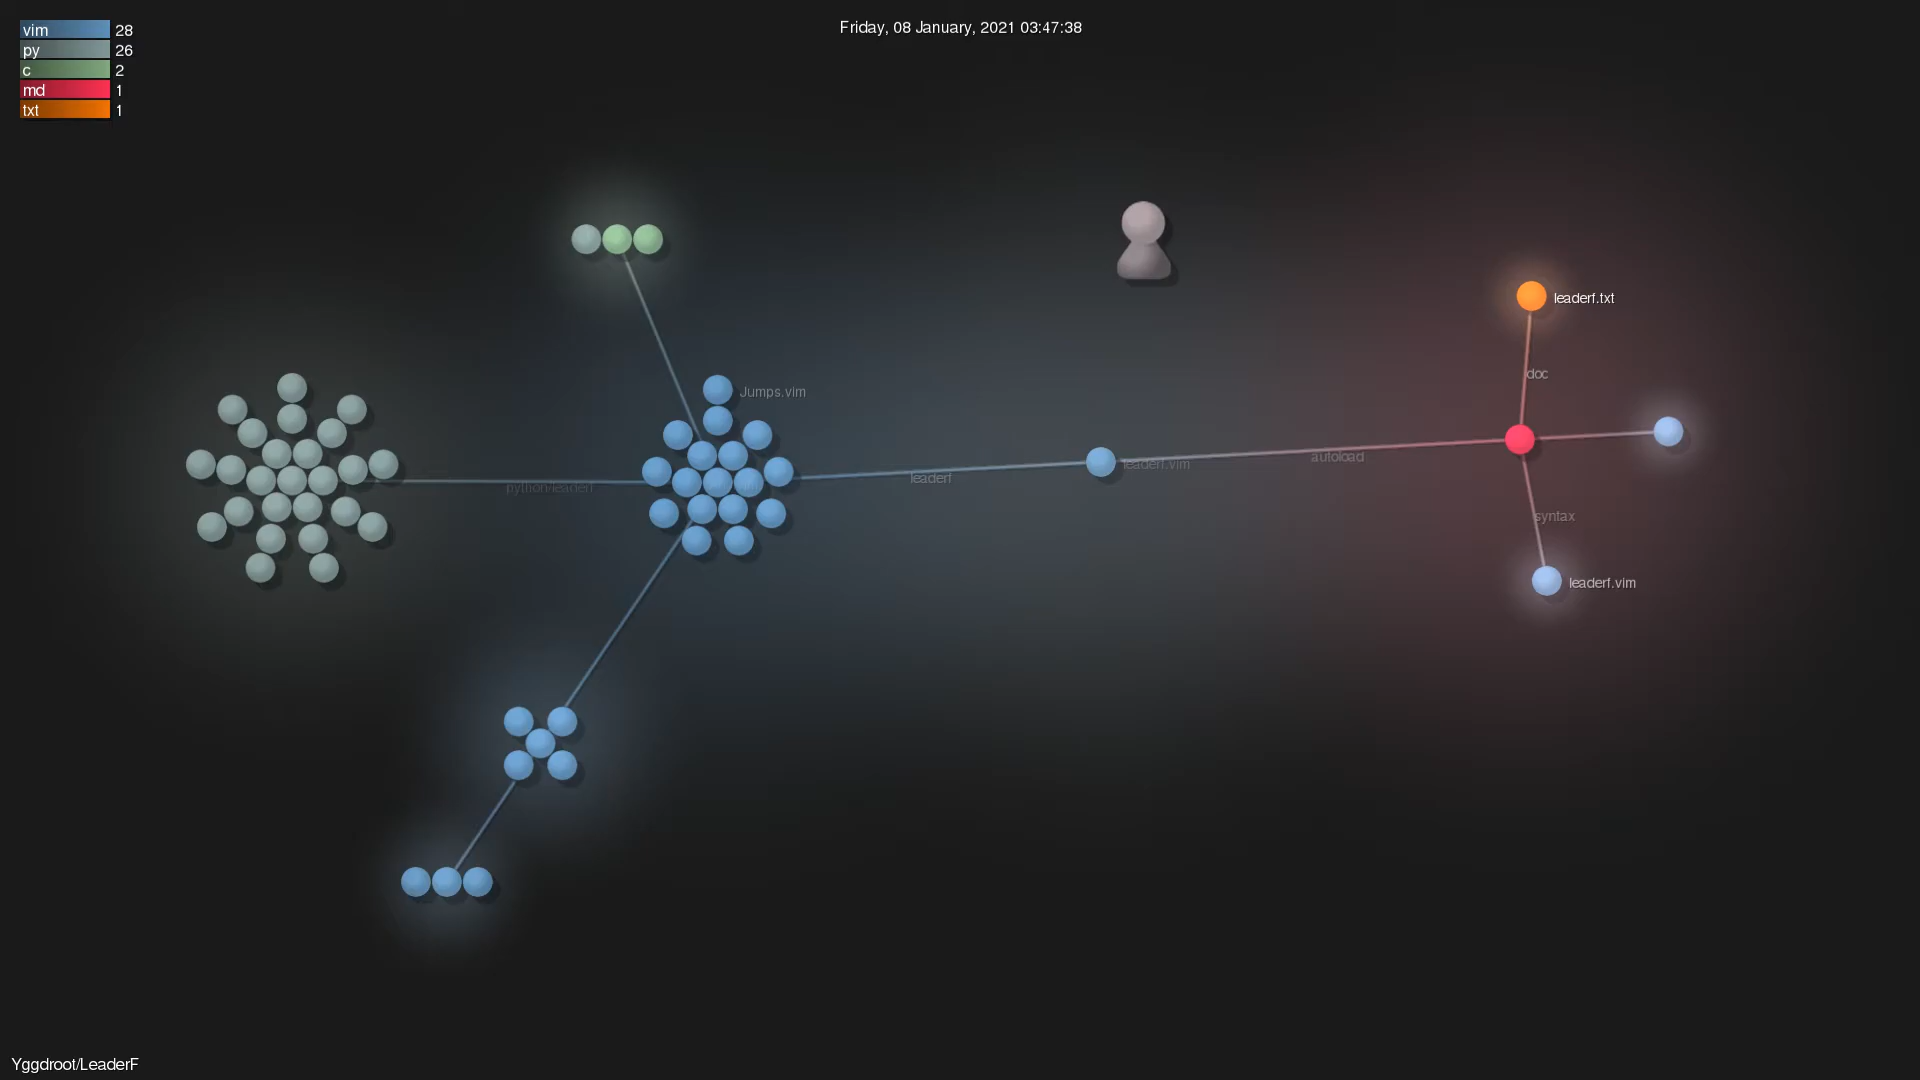 Friday, 08 January, 2021 03:47:38
vim 28
py 26
c 2
md 1
txt 1
leaderf.txt
doc
Jumps.vim
autoload
leaderf.vim
leaderf
python/leaderf
syntax
leaderf.vim
Yggdroot/LeaderF